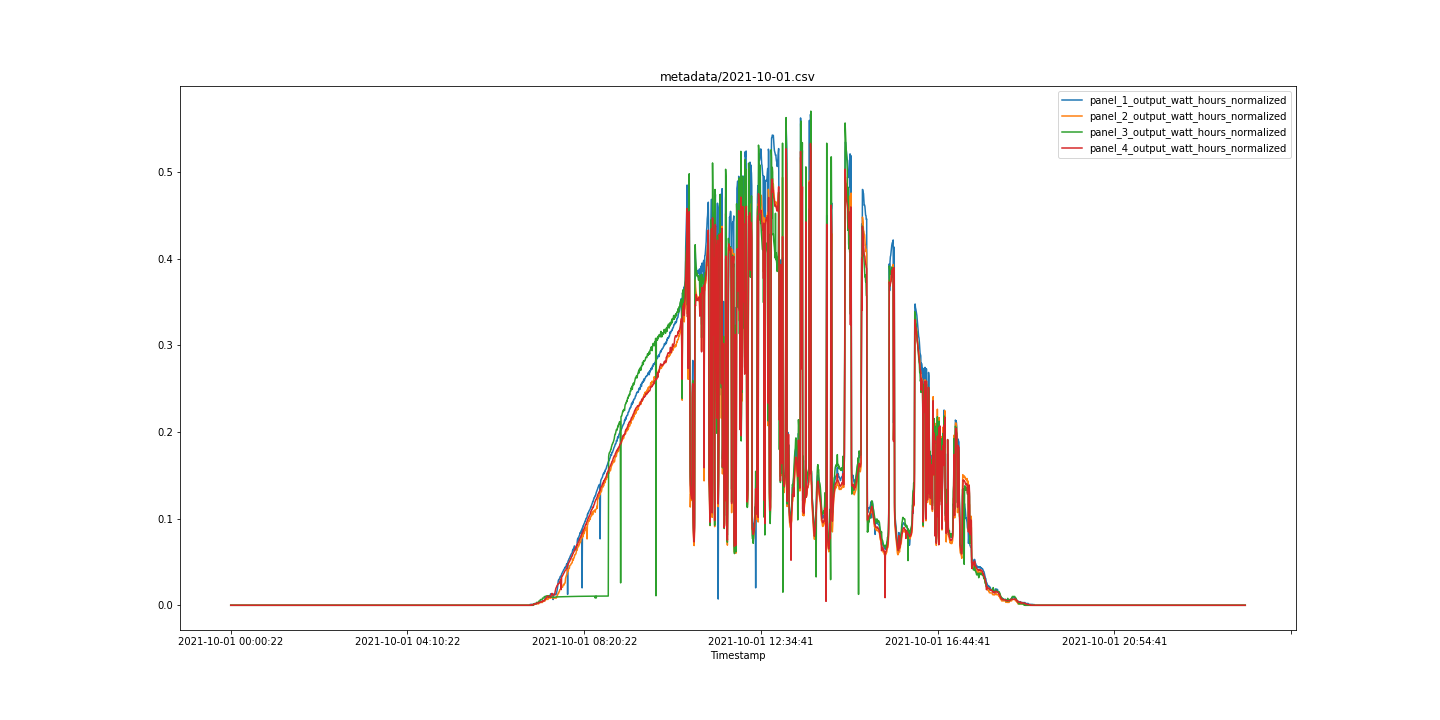 metadata/2021-10-01.csv
panel_1_output_watt_hours_normalized
panel_2_output_watt_hours_normalized
panel_3_output_watt_hours_normalized
panel_4_output_watt_hours_normalized
0.5
0.4
0.3
0.2
0.1
0.0
2021-10-01 00:00:22 2021-10-01 04:10:22 2021-10-01 08:20:22 2021-10-01 12:34:41 2021-10-01 16:44:41 2021-10-01 20:54:41
Timestamp